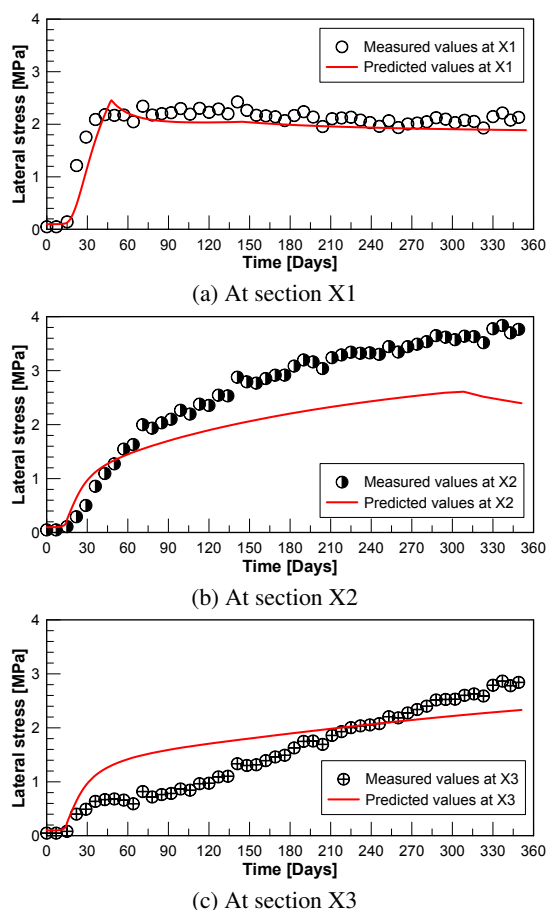 Lateral stress [MPa]
4
3
2
1
0
Measured values at X1
Predicted values at X1
0 30 60 90 120 150 180 210 240 270 300 330 360
Time [Days]
(a) At section X1
Lateral stress [MPa]
4
3
2
1
0
Measured values at X2
Predicted values at X2
0 30 60 90 120 150 180 210 240 270 300 330 360
Time [Days]
(b) At section X2
Lateral stress [MPa]
4
3
2
1
0
Measured values at X3
Predicted values at X3
0 30 60 90 120 150 180 210 240 270 300 330 360
Time [Days]
(c) At section X3